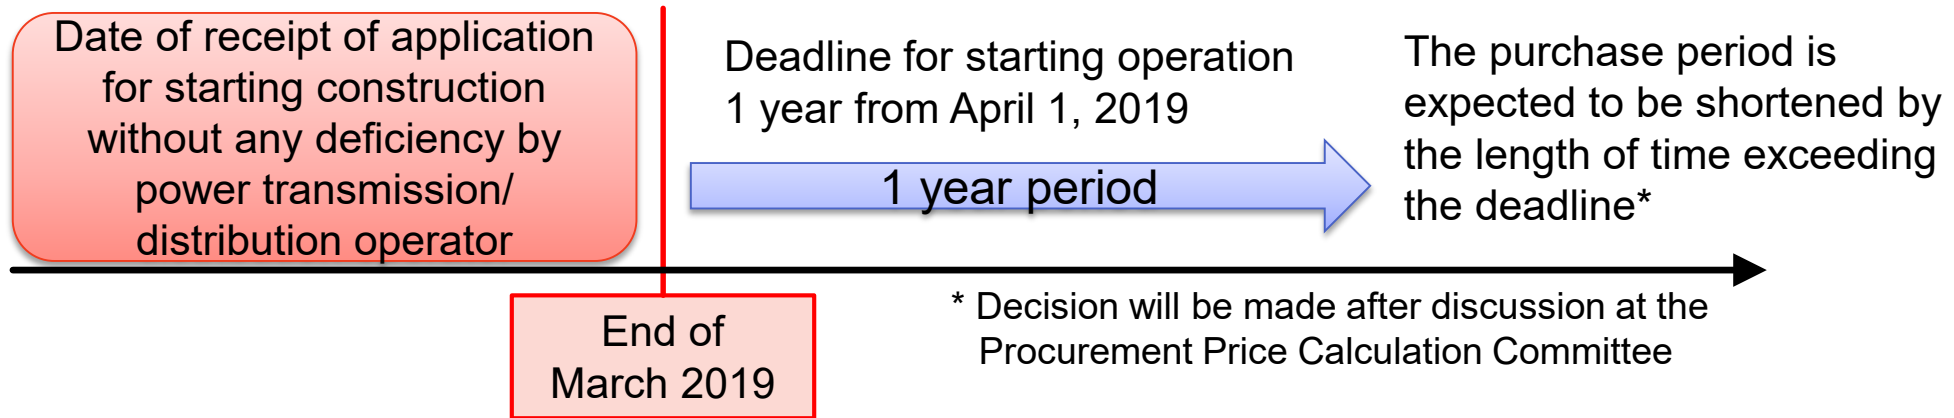 Date of receipt of application
for starting construction
without any deficiency by
power transmission/
distribution operator
Deadline for starting operation
1 year from April 1, 2019
1 year period
The purchase period is
expected to be shortened by
the length of time exceeding
the deadline*
End of
March 2019
* Decision will be made after discussion at the
Procurement Price Calculation Committee